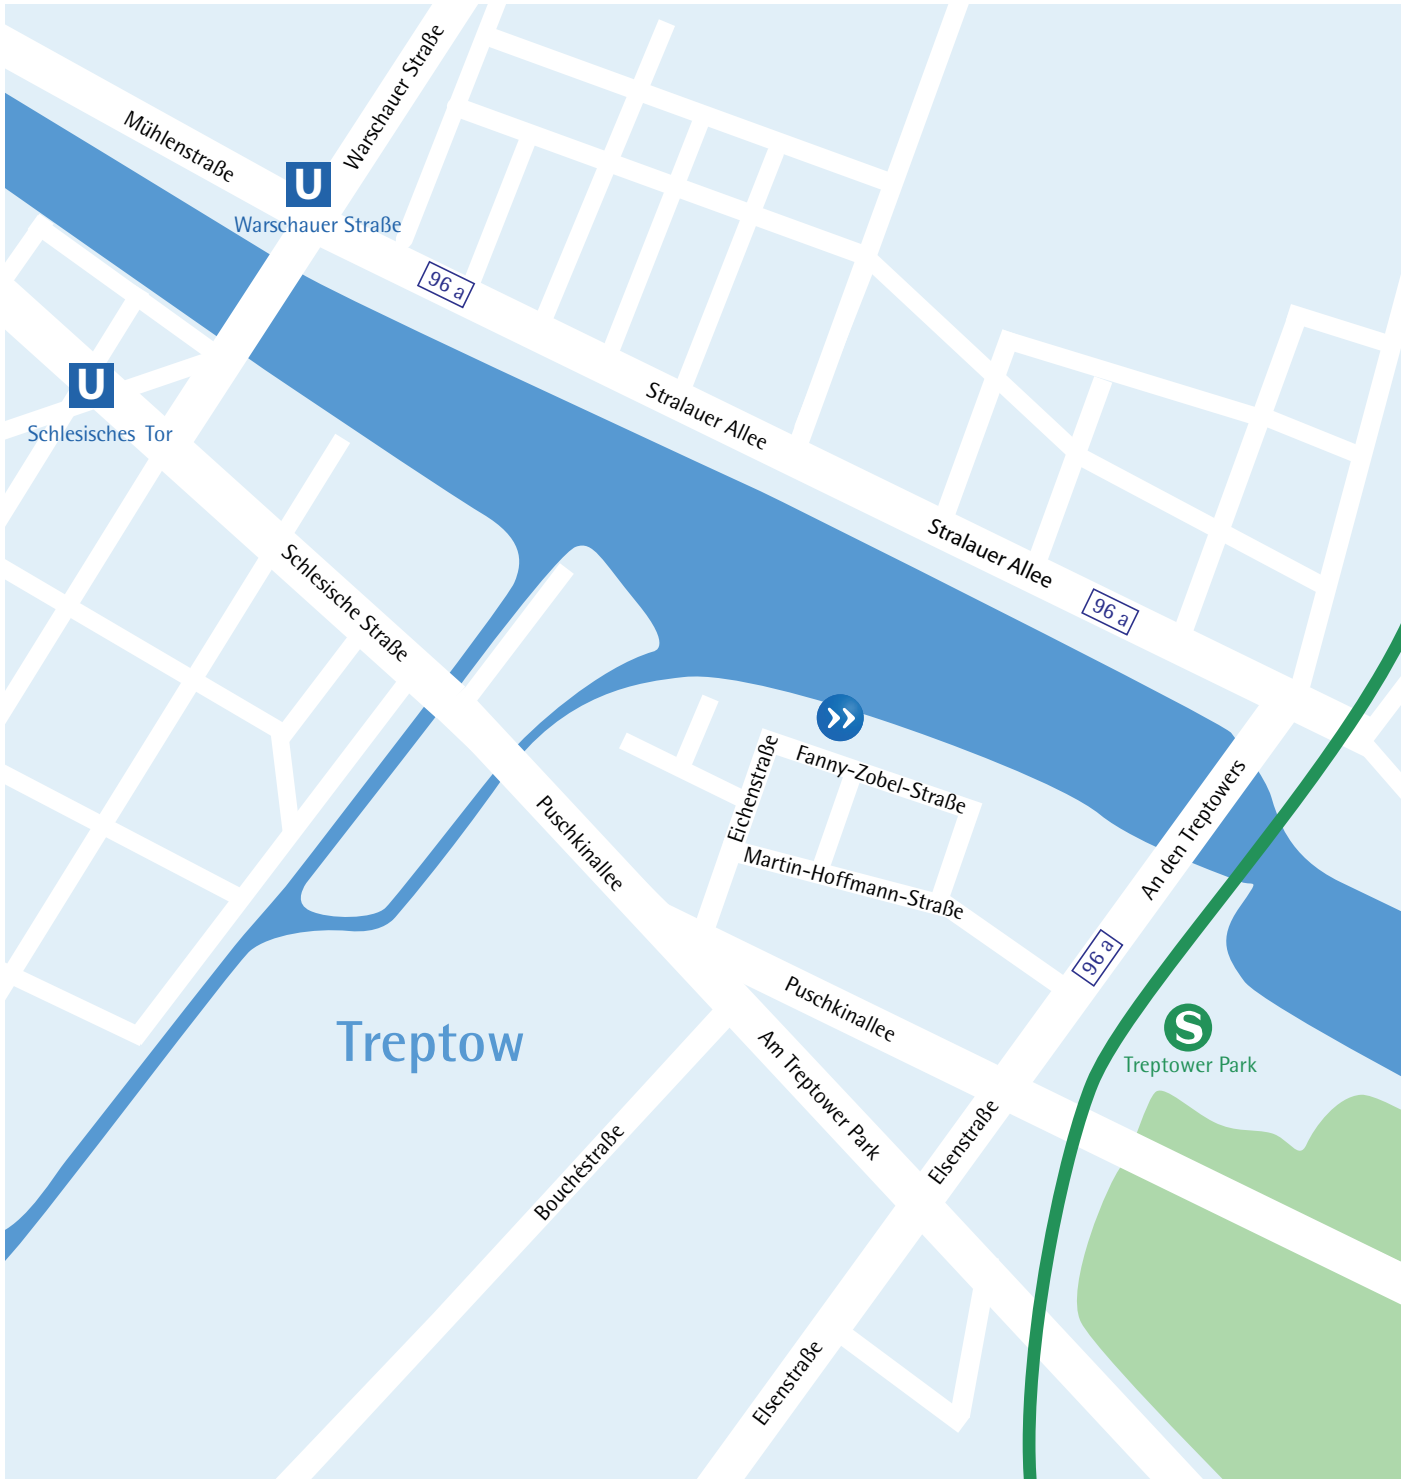 Warschauer Straße
Mühlenstraße
U
Warschauer Straße
96 a
U
Schlesisches Tor
Stralauer Allee
Stralauer Allee
96 a
Schlesische Straße
Fanny-Zobel-Straße
Eichenstraße
An den Treptowers
Puschkinallee
Martin-Hoffmann-Straße
96 a
Puschkinallee
S
Treptower Park
Treptow
Am Treptower Park
Elsenstraße
Bouchéstraße
Elsenstraße